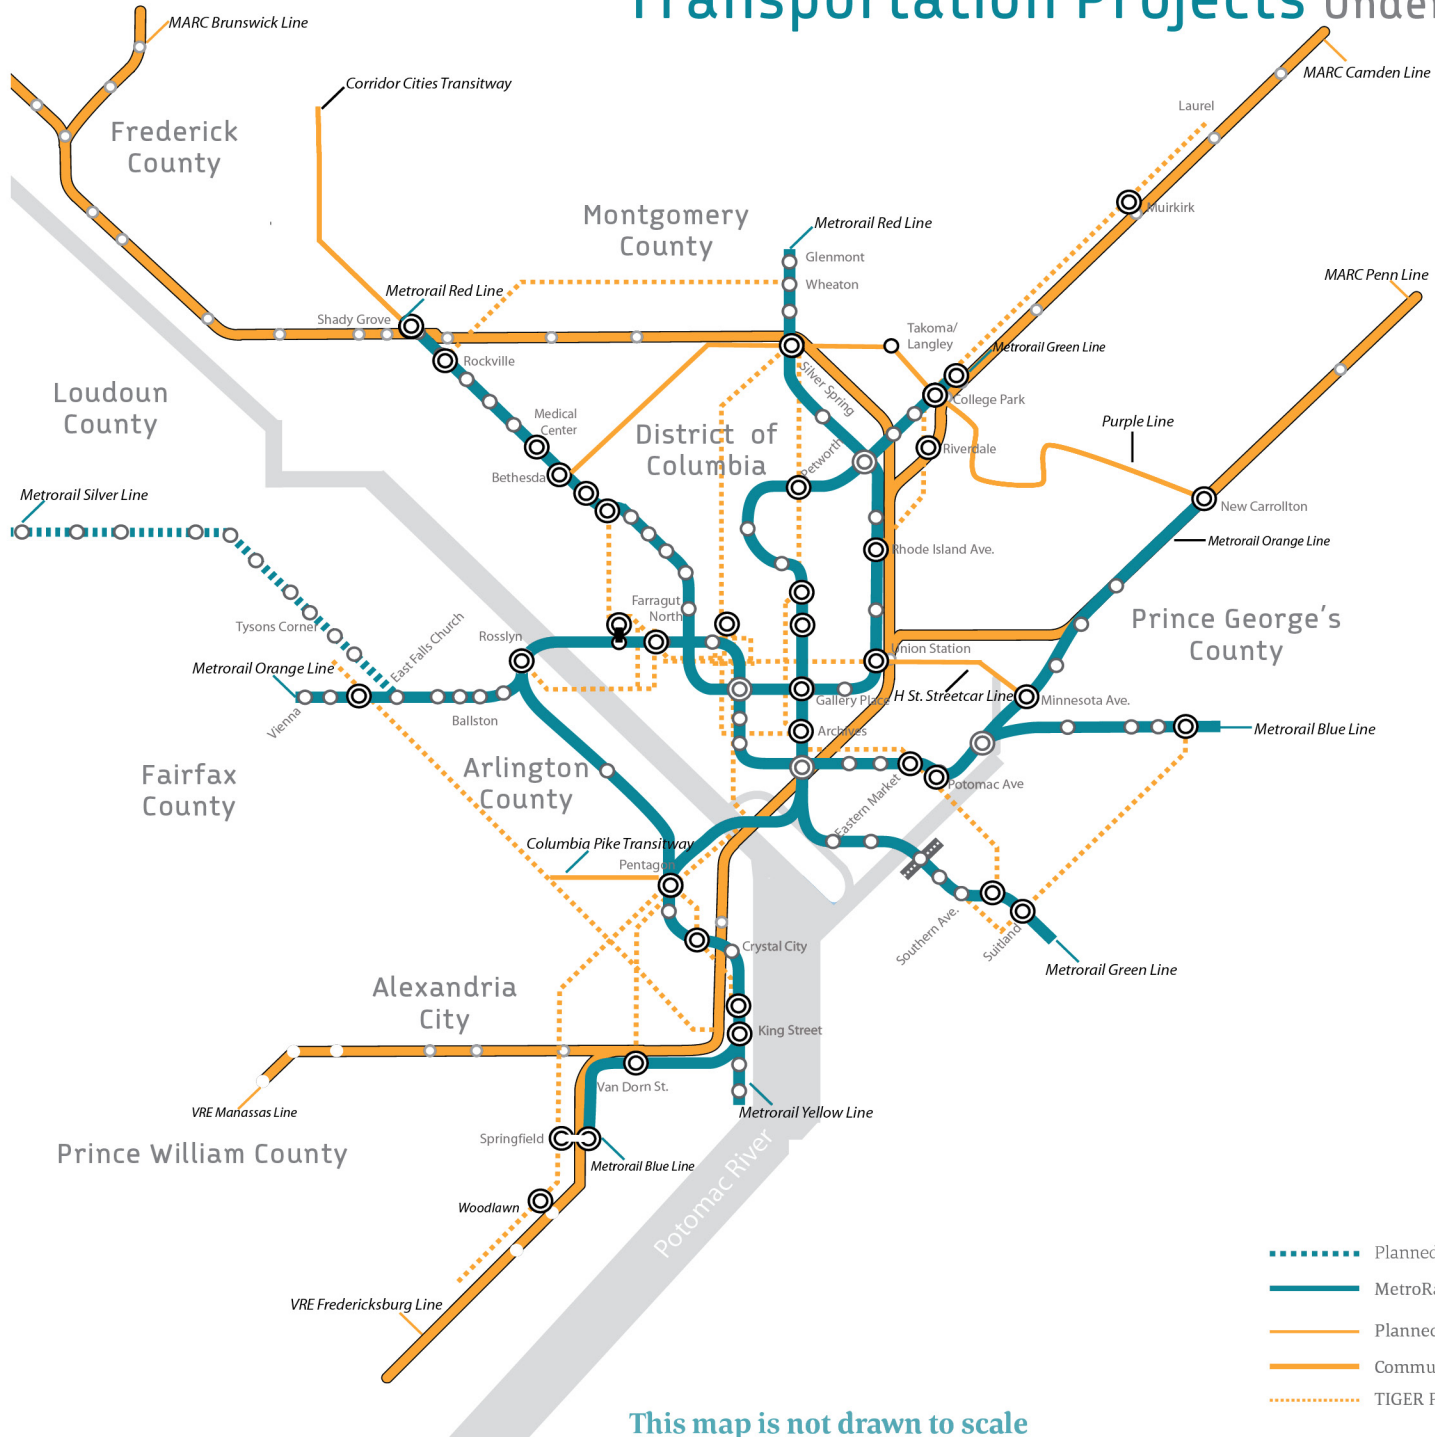 Transportation Projects Under
MARC Brunswick Line
MARC Camden Line
Corridor Cities Transitway
Laurel
Frederick
County
Muirkirk
Montgomery
County
Metrorail Red Line
Glenmont
Wheaton
MARC Penn Line
Metrorail Red Line
Shady Grove
Takoma/
Langley
Metrorail Green Line
Rockville
Silver Spring
College Park
Loudoun
County
Medical
Center
Purple Line
District of
Columbia
Petworth
Riverdale
Bethesda
Metrorail Silver Line
New Carrollton
Metrorail Orange Line
Rhode Island Ave.
Farragut
North
Prince George's
County
Tysons Corner
East Falls Church
Rosslyn
Union Station
Metrorail Orange Line
H St. Streetcar Line
Gallery Place
Minnesota Ave.
Vienna
Ballston
Archives
Metrorail Blue Line
Fairfax
County
Arlington
County
Eastern Market
Potomac Ave
Columbia Pike Transitway
Pentagon
Southern Ave.
Suitland
Crystal City
Metrorail Green Line
Alexandria
City
King Street
Van Dorn St.
VRE Manassas Line
Metrorail Yellow Line
Prince William County
Springfield
Metrorail Blue Line
Potomac River
Woodlawn
Planned
MetroRa
VRE Fredericksburg Line
Planned
Commu
TIGER
This map is not drawn to scale